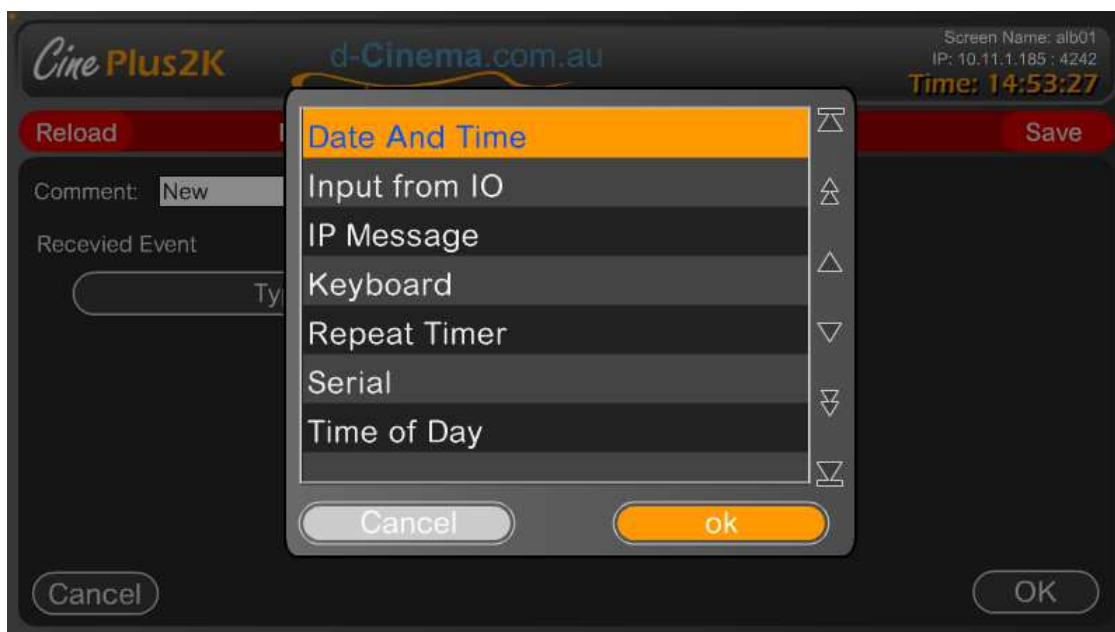 Cine Plus2K
d-Cinema.com.au
Screen Name: alb01
IP: 10.11.1.185 : 4242
Time: 14:53:27
Reload
Save
Comment: New
Recevied Event
Ty
Date And Time
Input from IO
IP Message
Keyboard
Repeat Timer
Serial
Time of Day
Cancel
ok
Cancel
OK